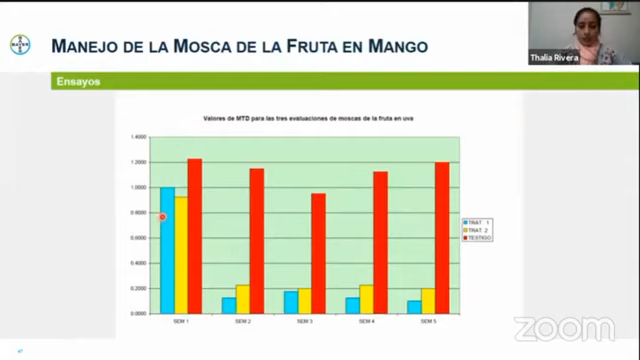 BAYER
MANEJO DE LA MOSCA DE LA FRUTA EN MANGO
Thalia Rivera
Ensayos
Valores de MTD para las tres evaluaciones de moscas de la fruta en uva
1.4000
1.2000
1.0000
0.8000
0.6000
0.4000
0.2000
0.0000
SEM 1
SEM 2
SEM 3
SEM 4
SEM 5
TRAT. 1
TRAT. 2
TESTIGO
zoom